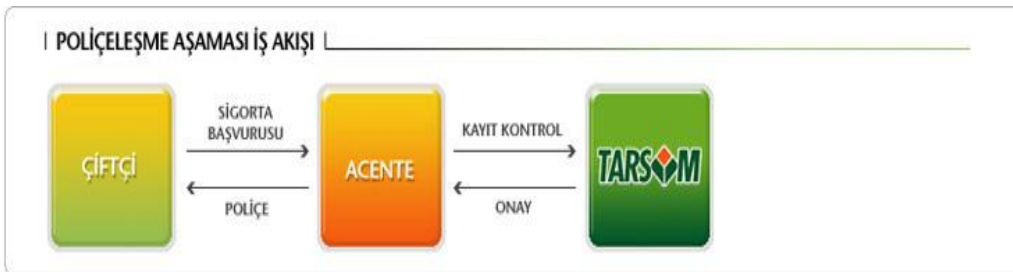 POLİÇELEŞME AŞAMASI İŞ AKIŞI
ÇİFTÇİ
SİGORTA
BAŞVURUSU
POLİÇE
ACENTE
KAYIT KONTROL
ONAY
TARSİM